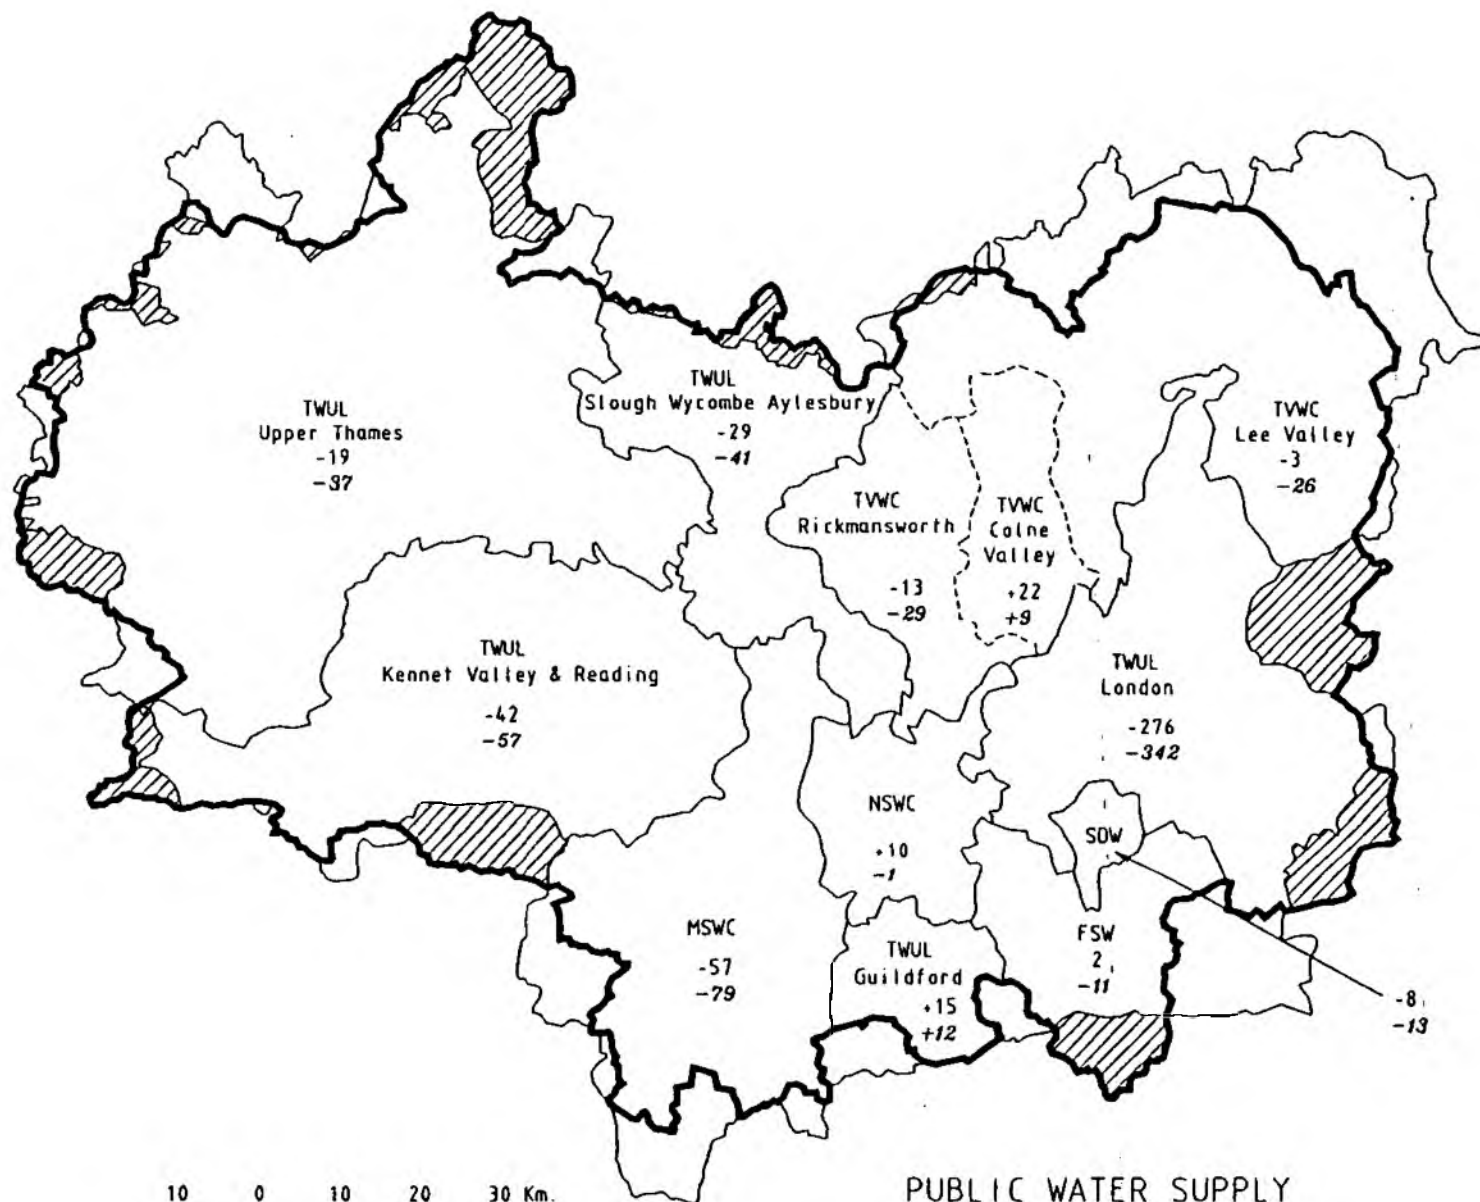 TWUL
Upper Thames
-19
-37
TWUL
Slough Wycombe Aylesbury
-29
-41
TVWC
Lee Valley
-3
-26
TVWC
Rickmansworth
-13
-29
TVWC
Colne
Valley
+22
+9
TWUL
Kennet Valley & Reading
-42
-57
TWUL
London
-276
-342
NSWC
+10
-1
SDW
MSWC
-57
-79
TWUL
Guildford
+15
+12
FSW
2
-11
-8
-13
10 0 10 20 30 Km.
PUBLIC WATER SUPPLY